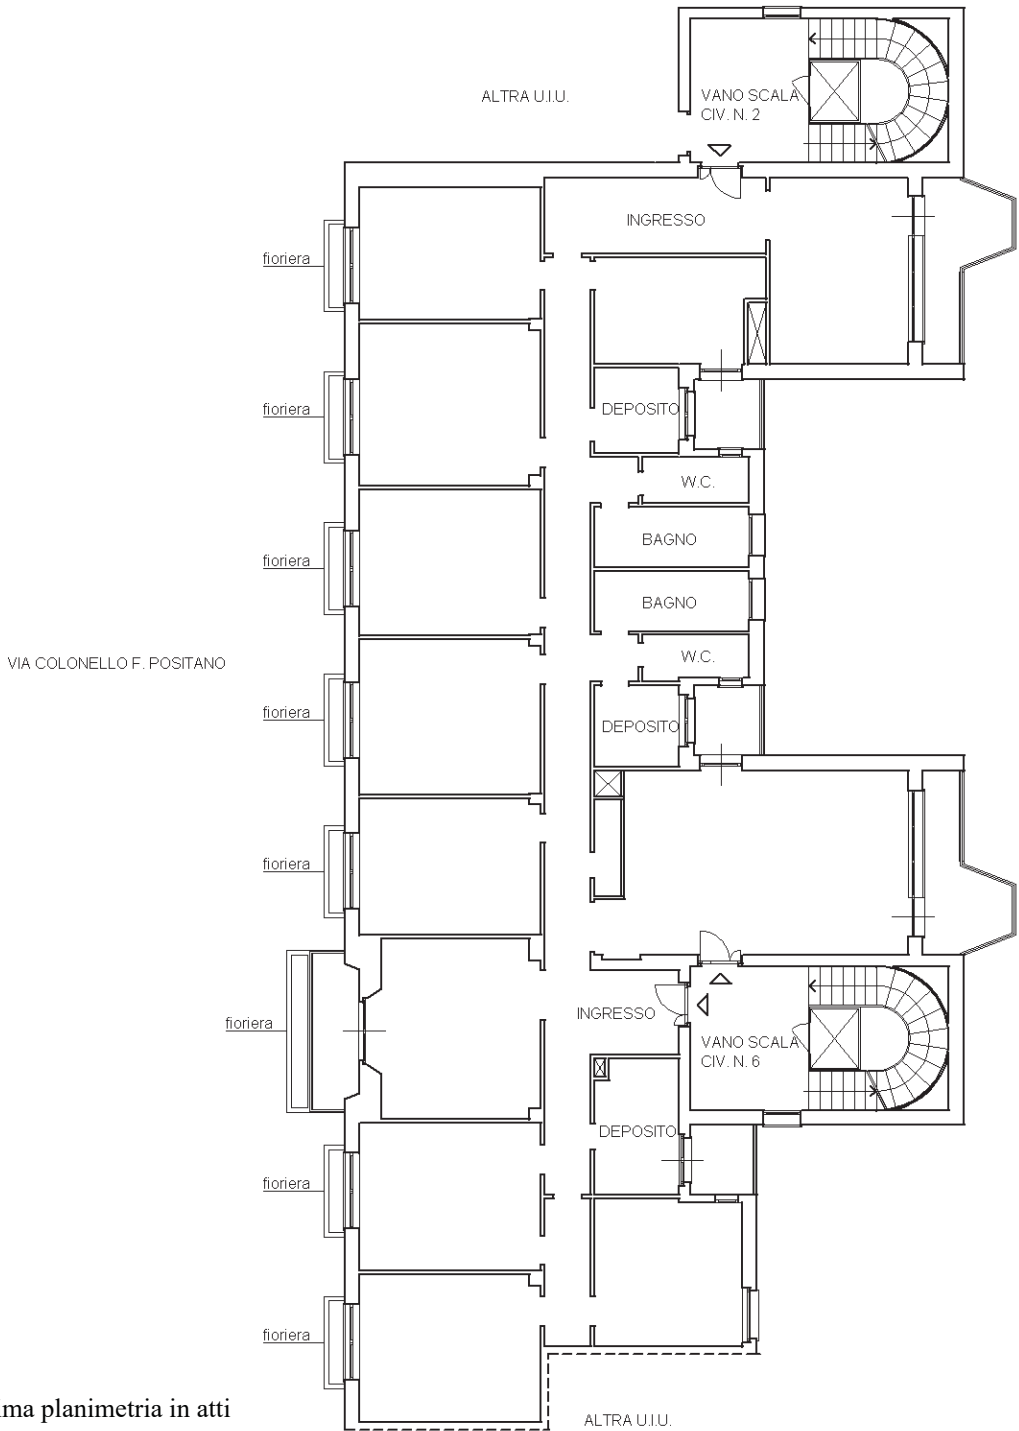 ALTRA U.I.U.
VANO SCALA
CIV. N. 2
INGRESSO
fioriera
fioriera
DEPOSITO
W.C.
BAGNO
fioriera
BAGNO
W.C.
VIA COLONELLO F. POSITANO
fioriera
DEPOSITO
fioriera
INGRESSO
fioriera
VANO SCALA
CIV. N. 6
DEPOSITO
fioriera
fioriera
planimetria in atti
ALTRA U.I.U.